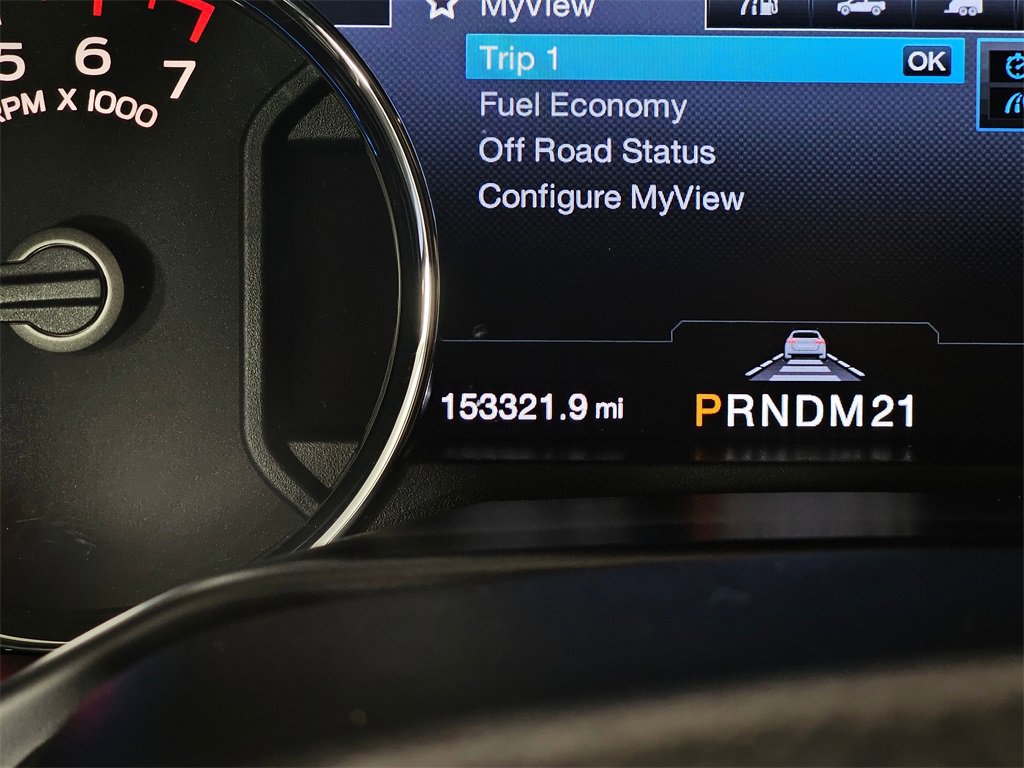 5 6 7
RPM X 1000
MyView
Trip 1 OK
Fuel Economy
Off Road Status
Configure MyView
153321.9 mi
PRNDM21